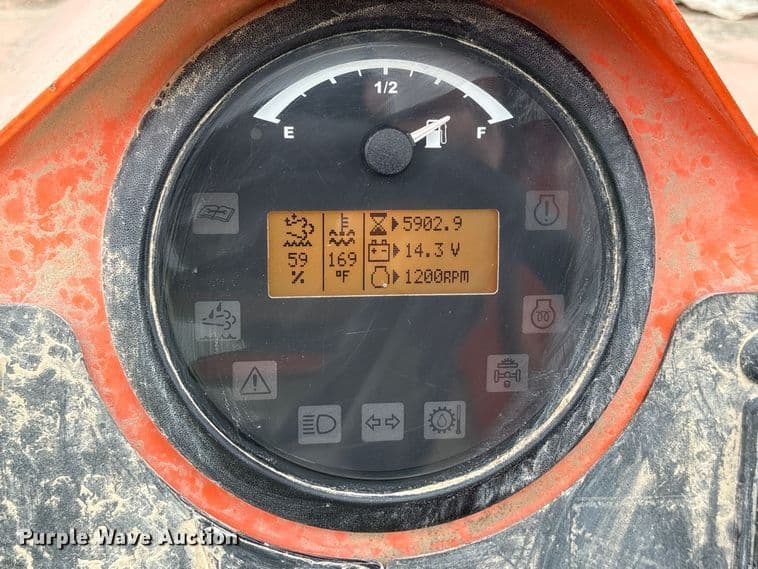 1/2
E F
5902.9
59 169 14.3 V
% °F 1200RPM
Purple Wave Auction